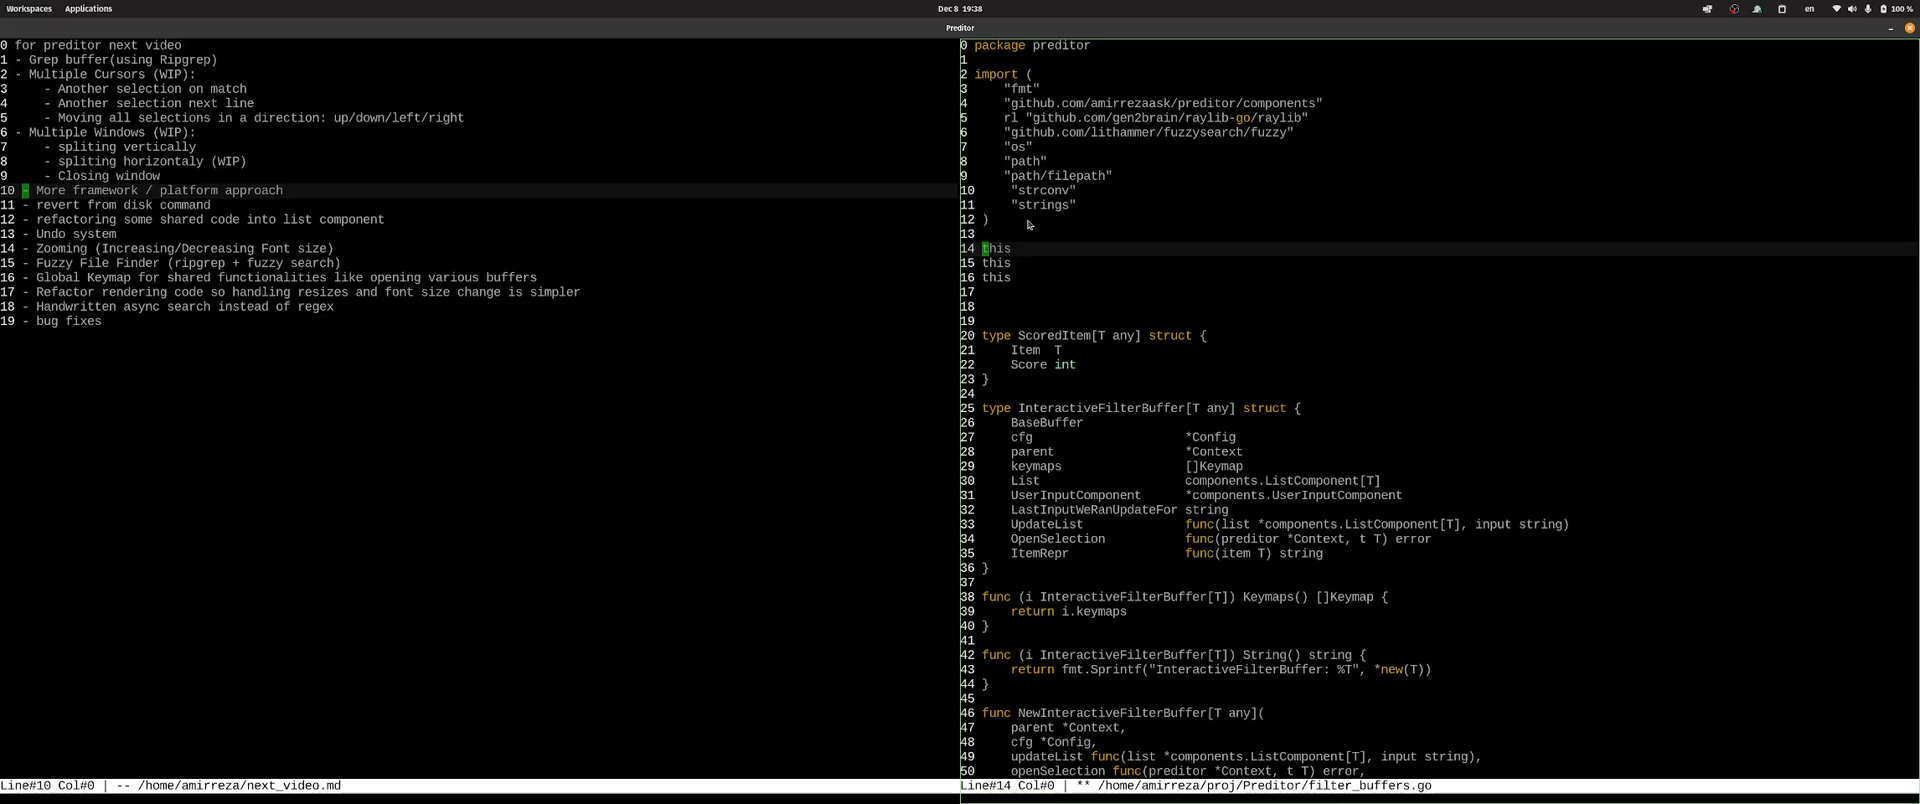 Workspaces Applications Dec 8 19:38 en 100 %
Preditor
0 for preditor next video
1 - Grep buffer(using Ripgrep)
2 - Multiple Cursors (WIP):
3     - Another selection on match
4     - Another selection next line
5     - Moving all selections in a direction: up/down/left/right
6 - Multiple Windows (WIP):
7     - spliting vertically
8     - spliting horizontaly (WIP)
9     - Closing window
10 - More framework / platform approach
11 - revert from disk command
12 - refactoring some shared code into list component
13 - Undo system
14 - Zooming (Increasing/Decreasing Font size)
15 - Fuzzy File Finder (ripgrep + fuzzy search)
16 - Global Keymap for shared functionalities like opening various buffers
17 - Refactor rendering code so handling resizes and font size change is simpler
18 - Handwritten async search instead of regex
19 - bug fixes
Line#10 Col#0 | -- /home/amirreza/next_video.md
0 package preditor
1
2 import (
3     "fmt"
4     "github.com/amirrezaask/preditor/components"
5     rl "github.com/gen2brain/raylib-go/raylib"
6     "github.com/lithammer/fuzzysearch/fuzzy"
7     "os"
8     "path"
9     "path/filepath"
10     "strconv"
11     "strings"
12 )
13
14 this
15 this
16 this
17
18
19
20 type ScoredItem[T any] struct {
21     Item  T
22     Score int
23 }
24
25 type InteractiveFilterBuffer[T any] struct {
26     BaseBuffer
27     cfg                     *Config
28     parent                  *Context
29     keymaps                 []Keymap
30     List                    components.ListComponent[T]
31     UserInputComponent      *components.UserInputComponent
32     LastInputWeRanUpdateFor string
33     UpdateList              func(list *components.ListComponent[T], input string)
34     OpenSelection           func(preditor *Context, t T) error
35     ItemRepr                func(item T) string
36 }
37
38 func (i InteractiveFilterBuffer[T]) Keymaps() []Keymap {
39     return i.keymaps
40 }
41
42 func (i InteractiveFilterBuffer[T]) String() string {
43     return fmt.Sprintf("InteractiveFilterBuffer: %T", *new(T))
44 }
45
46 func NewInteractiveFilterBuffer[T any](
47     parent *Context,
48     cfg *Config,
49     updateList func(list *components.ListComponent[T], input string),
50     openSelection func(preditor *Context, t T) error,
Line#14 Col#0 | ** /home/amirreza/proj/Preditor/filter_buffers.go